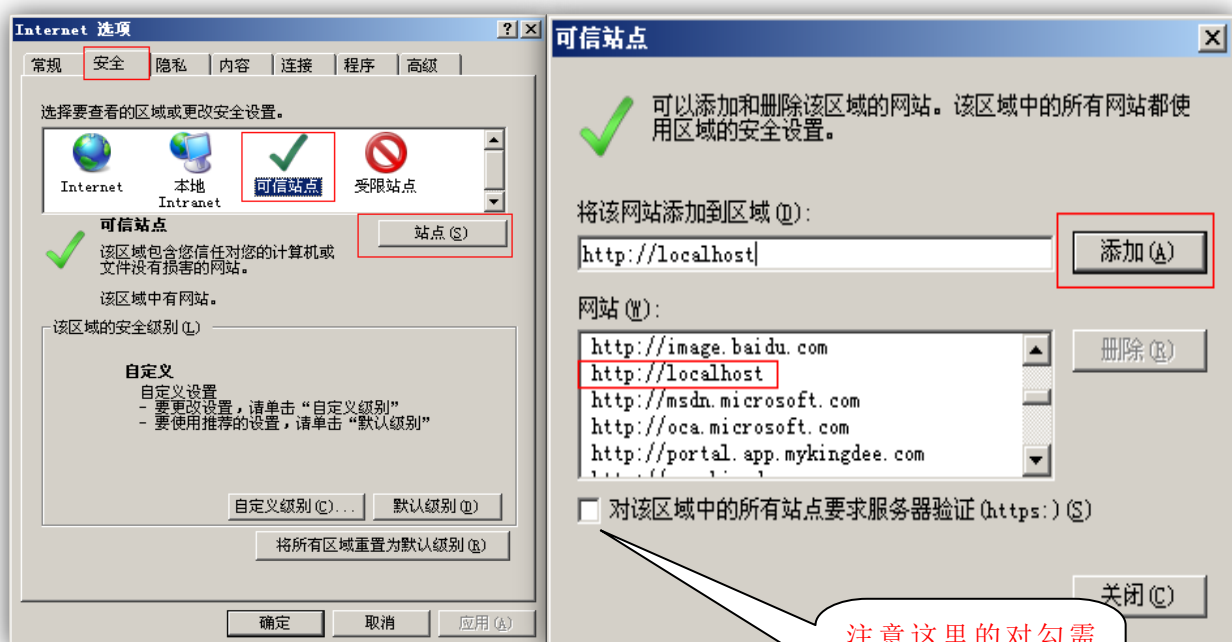 Internet 选项
常规 安全 隐私 内容 连接 程序 高级
选择要查看的区域或更改安全设置。
Internet
本地
Intranet
可信站点
受限站点
可信站点
站点(S)
该区域包含您信任对您的计算机或
文件没有损害的网站。
该区域中有网站。
该区域的安全级别(L)
自定义
自定义设置
- 要更改设置，请单击“自定义级别”
- 要使用推荐的设置，请单击“默认级别”
自定义级别(C)... 默认级别(D)
将所有区域重置为默认级别(R)
确定 取消 应用(A)
可信站点
可以添加和删除该区域的网站。该区域中的所有网站都使
用区域的安全设置。
将该网站添加到区域(D):
http://localhost
添加(A)
网站(W):
http://image.baidu.com
http://localhost
http://msdn.microsoft.com
http://oca.microsoft.com
http://portal.app.mykingdee.com
删除(R)
对该区域中的所有站点要求服务器验证(https:)(S)
关闭(C)
注意这里的对勾需